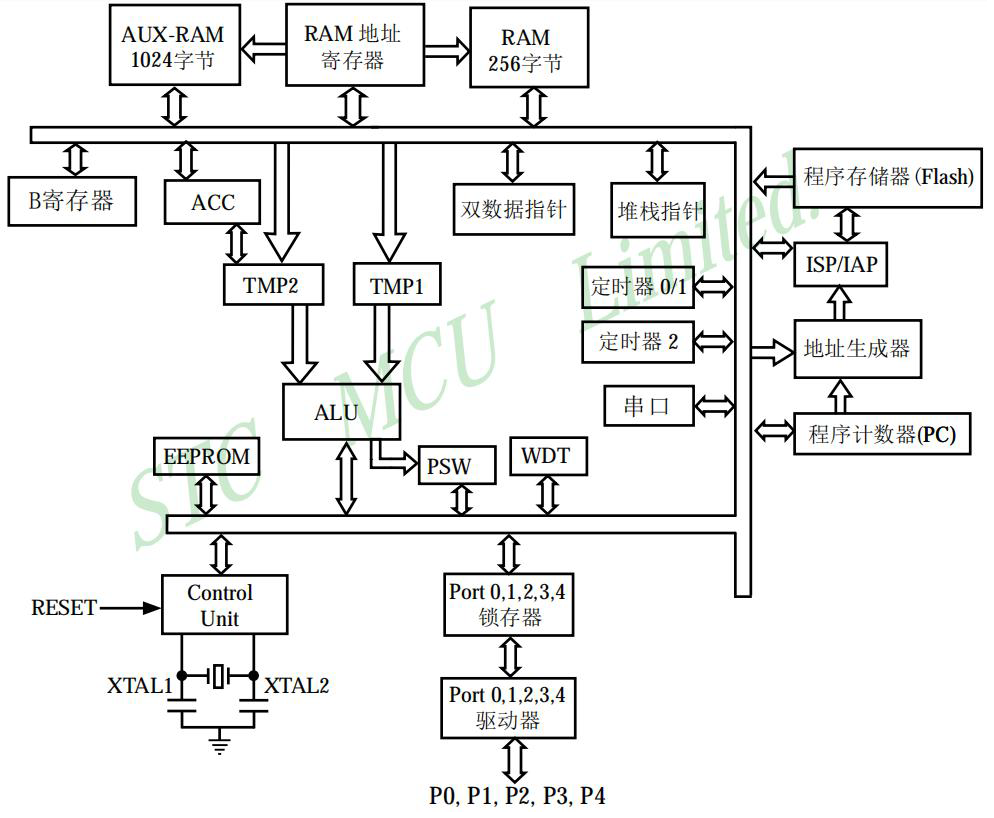 AUX-RAM
1024字节
RAM 地址
寄存器
RAM
256字节
B寄存器
ACC
双数据指针
堆栈指针
程序存储器 (Flash)
TMP2
TMP1
ISP/IAP
定时器 0/1
定时器 2
地址生成器
ALU
串口
程序计数器(PC)
EEPROM
PSW
WDT
STC MCU Limited.
RESET
Control
Unit
Port 0,1,2,3,4
锁存器
XTAL1
XTAL2
Port 0,1,2,3,4
驱动器
P0, P1, P2, P3, P4